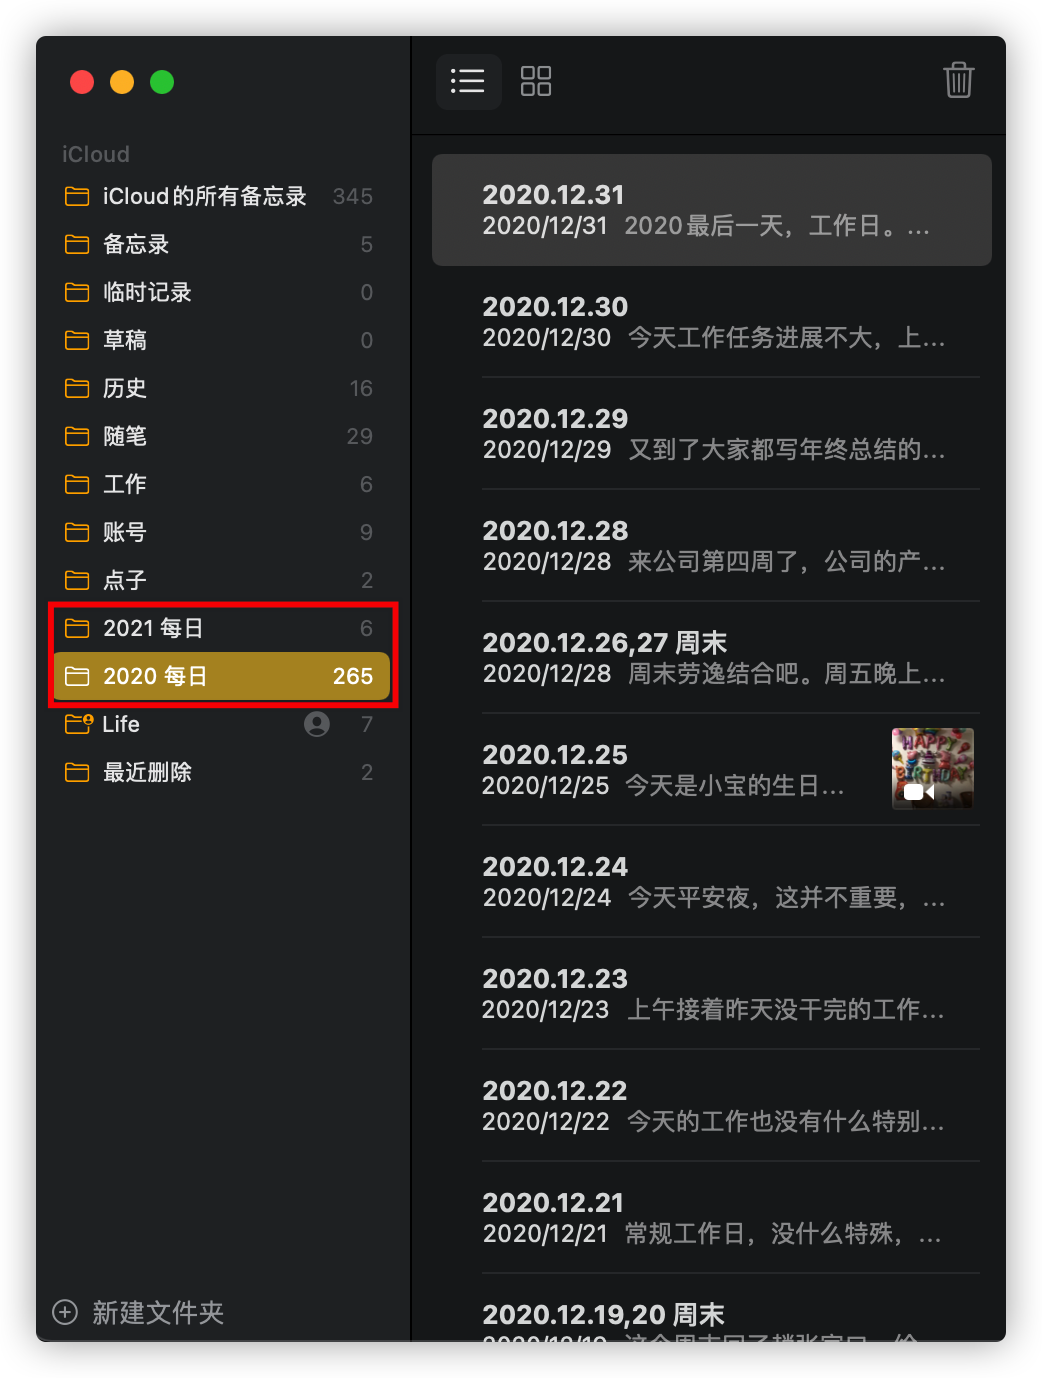 iCloud
iCloud的所有备忘录 345
备忘录 5
临时记录 0
草稿 0
历史 16
随笔 29
工作 6
账号 9
点子 2
2021 每日 6
2020 每日 265
Life 7
最近删除 2
新建文件夹
2020.12.31
2020/12/31 2020最后一天，工作日。...
2020.12.30
2020/12/30 今天工作任务进展不大，上...
2020.12.29
2020/12/29 又到了大家都写年终总结的...
2020.12.28
2020/12/28 来公司第四周了，公司的产...
2020.12.26,27 周末
2020/12/28 周末劳逸结合吧。周五晚上...
2020.12.25
2020/12/25 今天是小宝的生日...
HAPPY
BIRTHDAY
2020.12.24
2020/12/24 今天平安夜，这并不重要，...
2020.12.23
2020/12/23 上午接着昨天没干完的工作...
2020.12.22
2020/12/22 今天的工作也没有什么特别...
2020.12.21
2020/12/21 常规工作日，没什么特殊，...
2020.12.19,20 周末